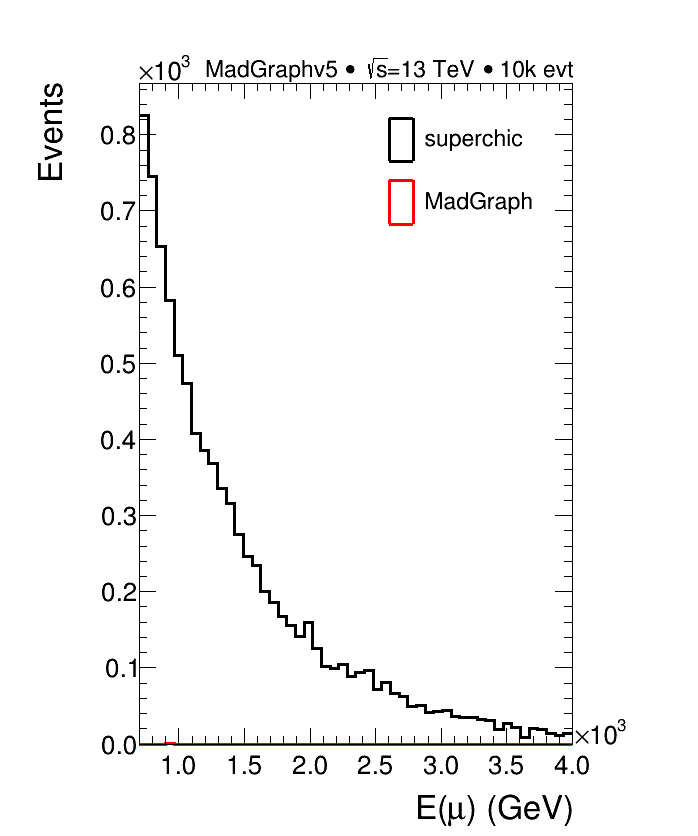 ×10³ MadGraphv5 • √s=13 TeV • 10k evt
Events
superchic
MadGraph
0.8
0.7
0.6
0.5
0.4
0.3
0.2
0.1
0.0
1.0 1.5 2.0 2.5 3.0 3.5 4.0
×10³
E(μ) (GeV)